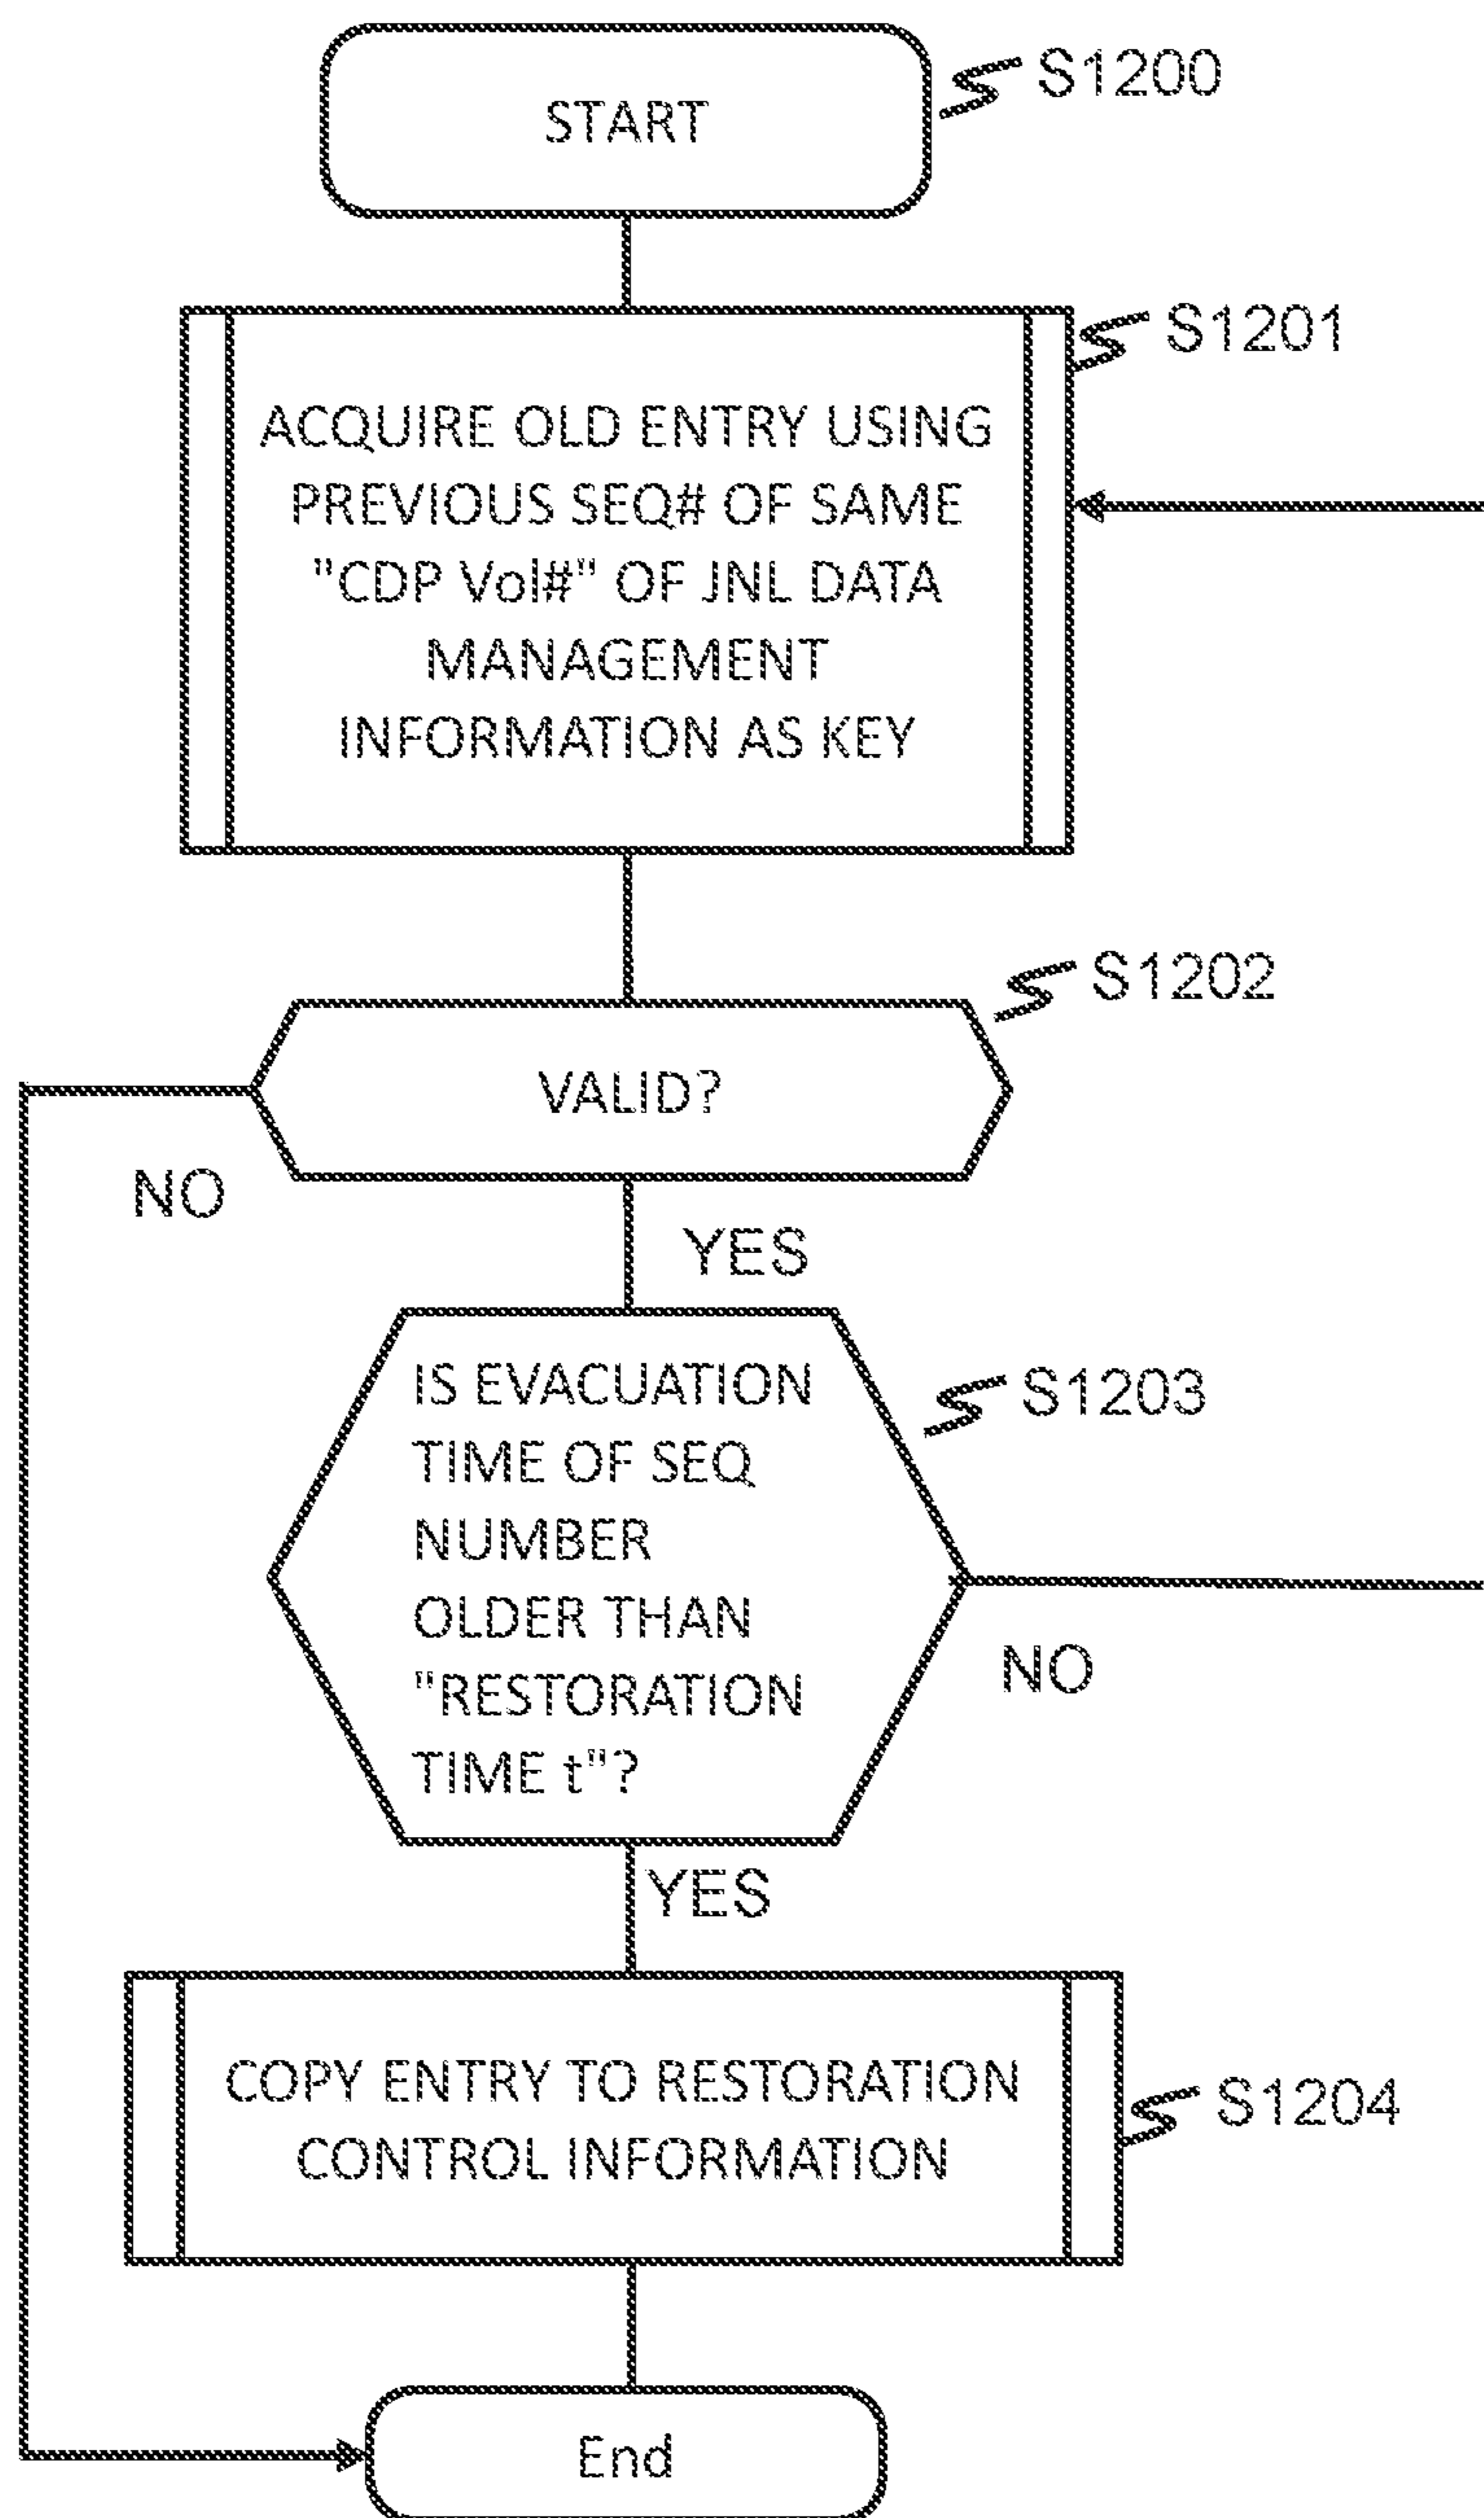 START
S1200
S1201
ACQUIRE OLD ENTRY USING
PREVIOUS SEQ# OF SAME
"CDP Vol#" OF JNL DATA
MANAGEMENT
INFORMATION AS KEY
S1202
VALID?
NO
YES
IS EVACUATION
TIME OF SEQ
NUMBER
OLDER THAN
"RESTORATION
TIME t"?
S1203
NO
YES
COPY ENTRY TO RESTORATION
CONTROL INFORMATION
S1204
End